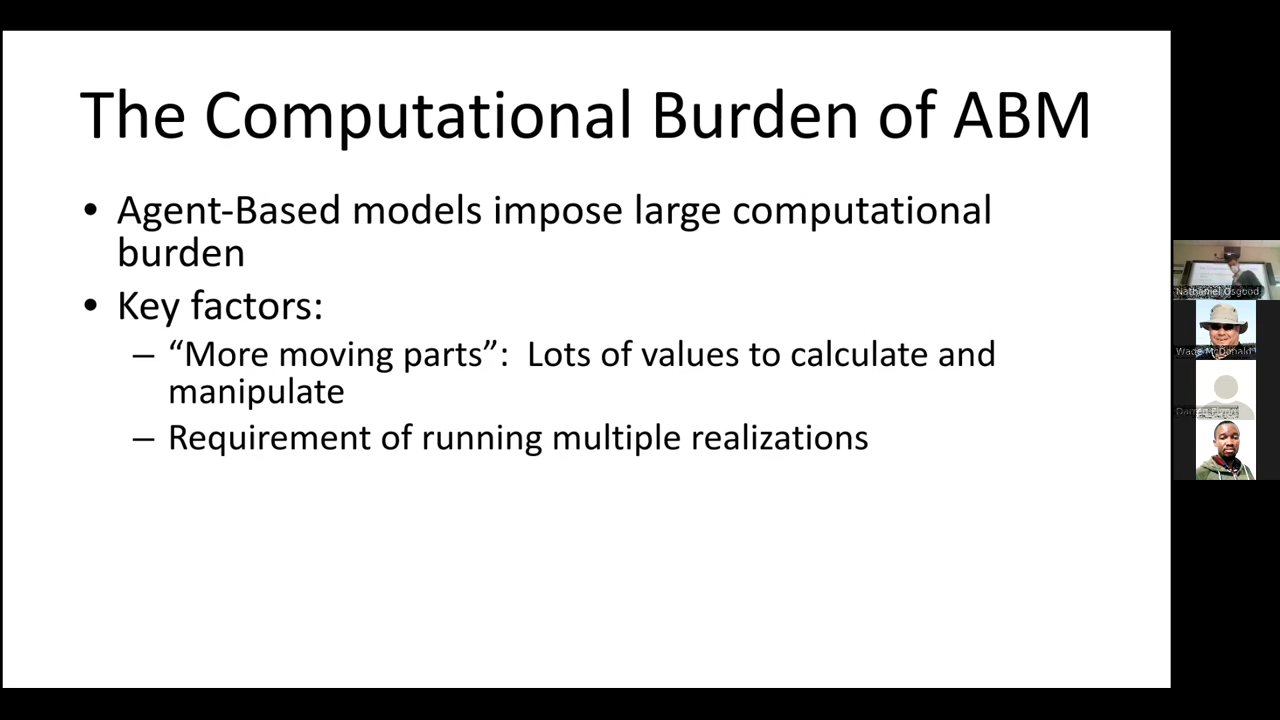 The Computational Burden of ABM
• Agent-Based models impose large computational
burden
• Key factors:
– “More moving parts”:  Lots of values to calculate and
manipulate
– Requirement of running multiple realizations
Nathaniel Osgood
Wade McDonald